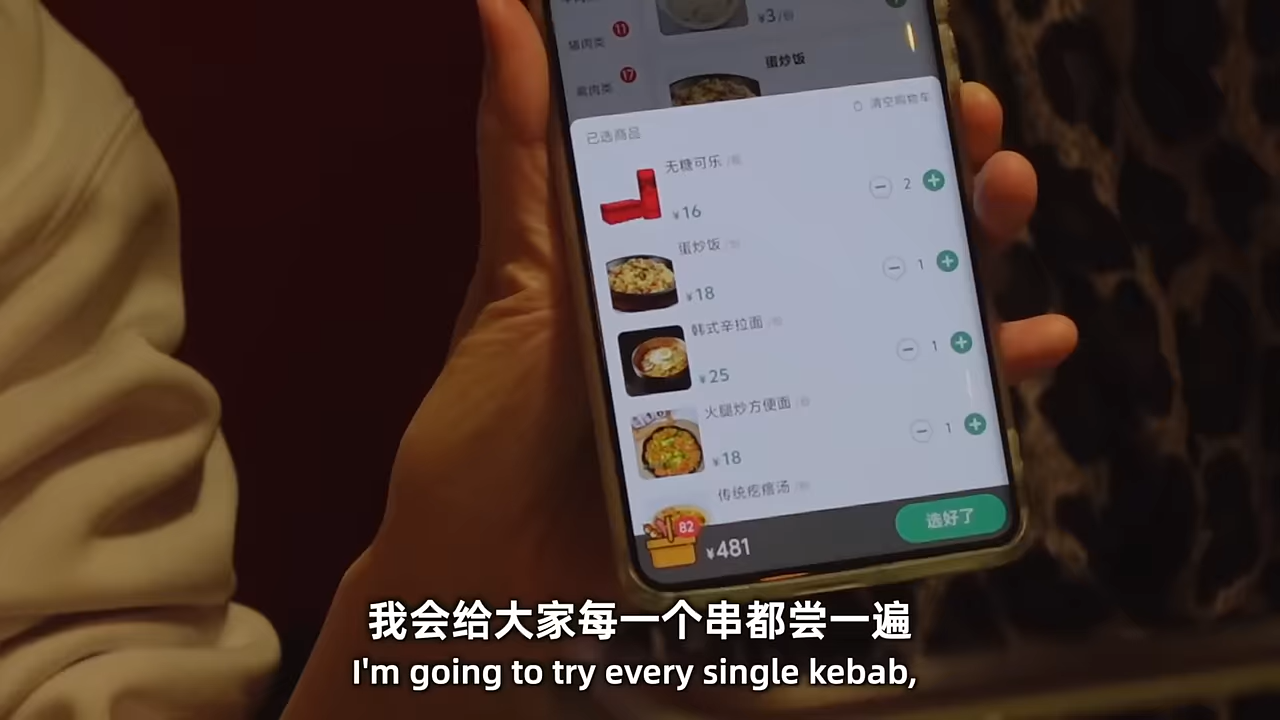 猪肉类
11
17
¥3/份
蛋炒饭
清空购物车
已选商品
无糖可乐
¥16
2
蛋炒饭
¥18
1
韩式辛拉面
¥25
1
火腿炒方便面
¥18
1
传统疙瘩汤
82
¥481
选好了
我会给大家每一个串都尝一遍
I'm going to try every single kebab,